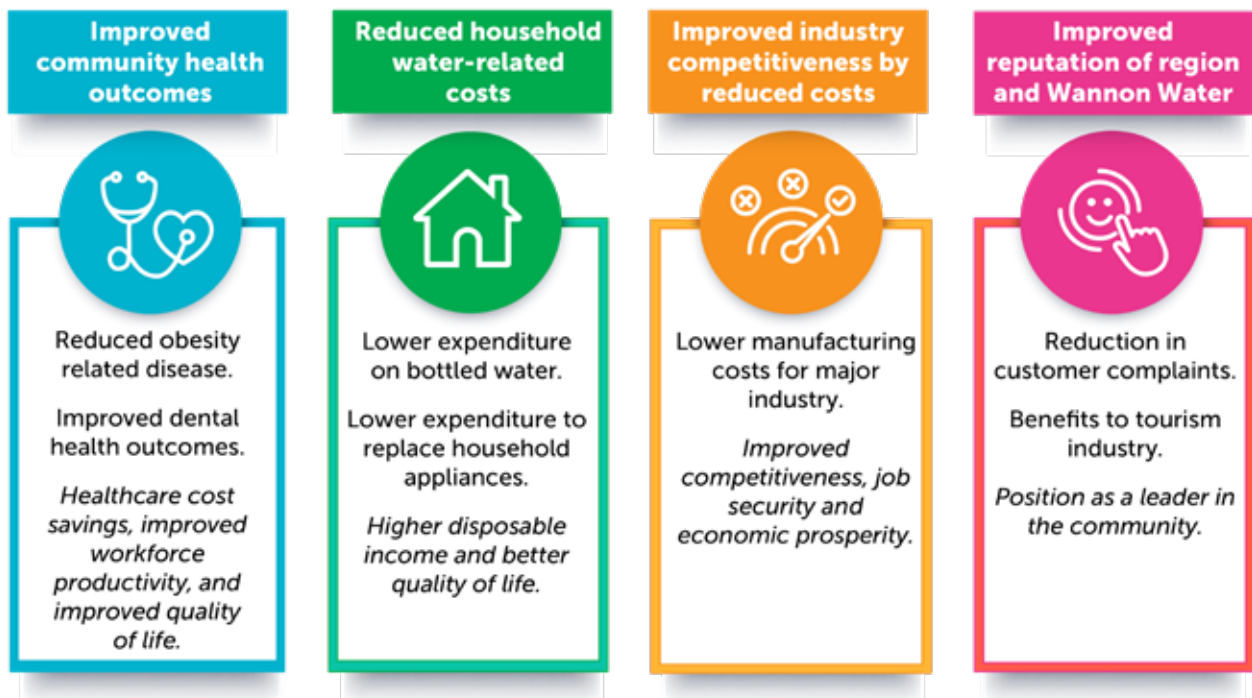 Improved
community health
outcomes
Reduced obesity
related disease.
Improved dental
health outcomes.
Healthcare cost
savings, improved
workforce
productivity, and
improved quality
of life.
Reduced household
water-related
costs
Lower expenditure
on bottled water.
Lower expenditure to
replace household
appliances.
Higher disposable
income and better
quality of life.
Improved industry
competitiveness by
reduced costs
Lower manufacturing
costs for major
industry.
Improved
competitiveness, job
security and
economic prosperity.
Improved
reputation of region
and Wannon Water
Reduction in
customer complaints.
Benefits to tourism
industry.
Position as a leader in
the community.